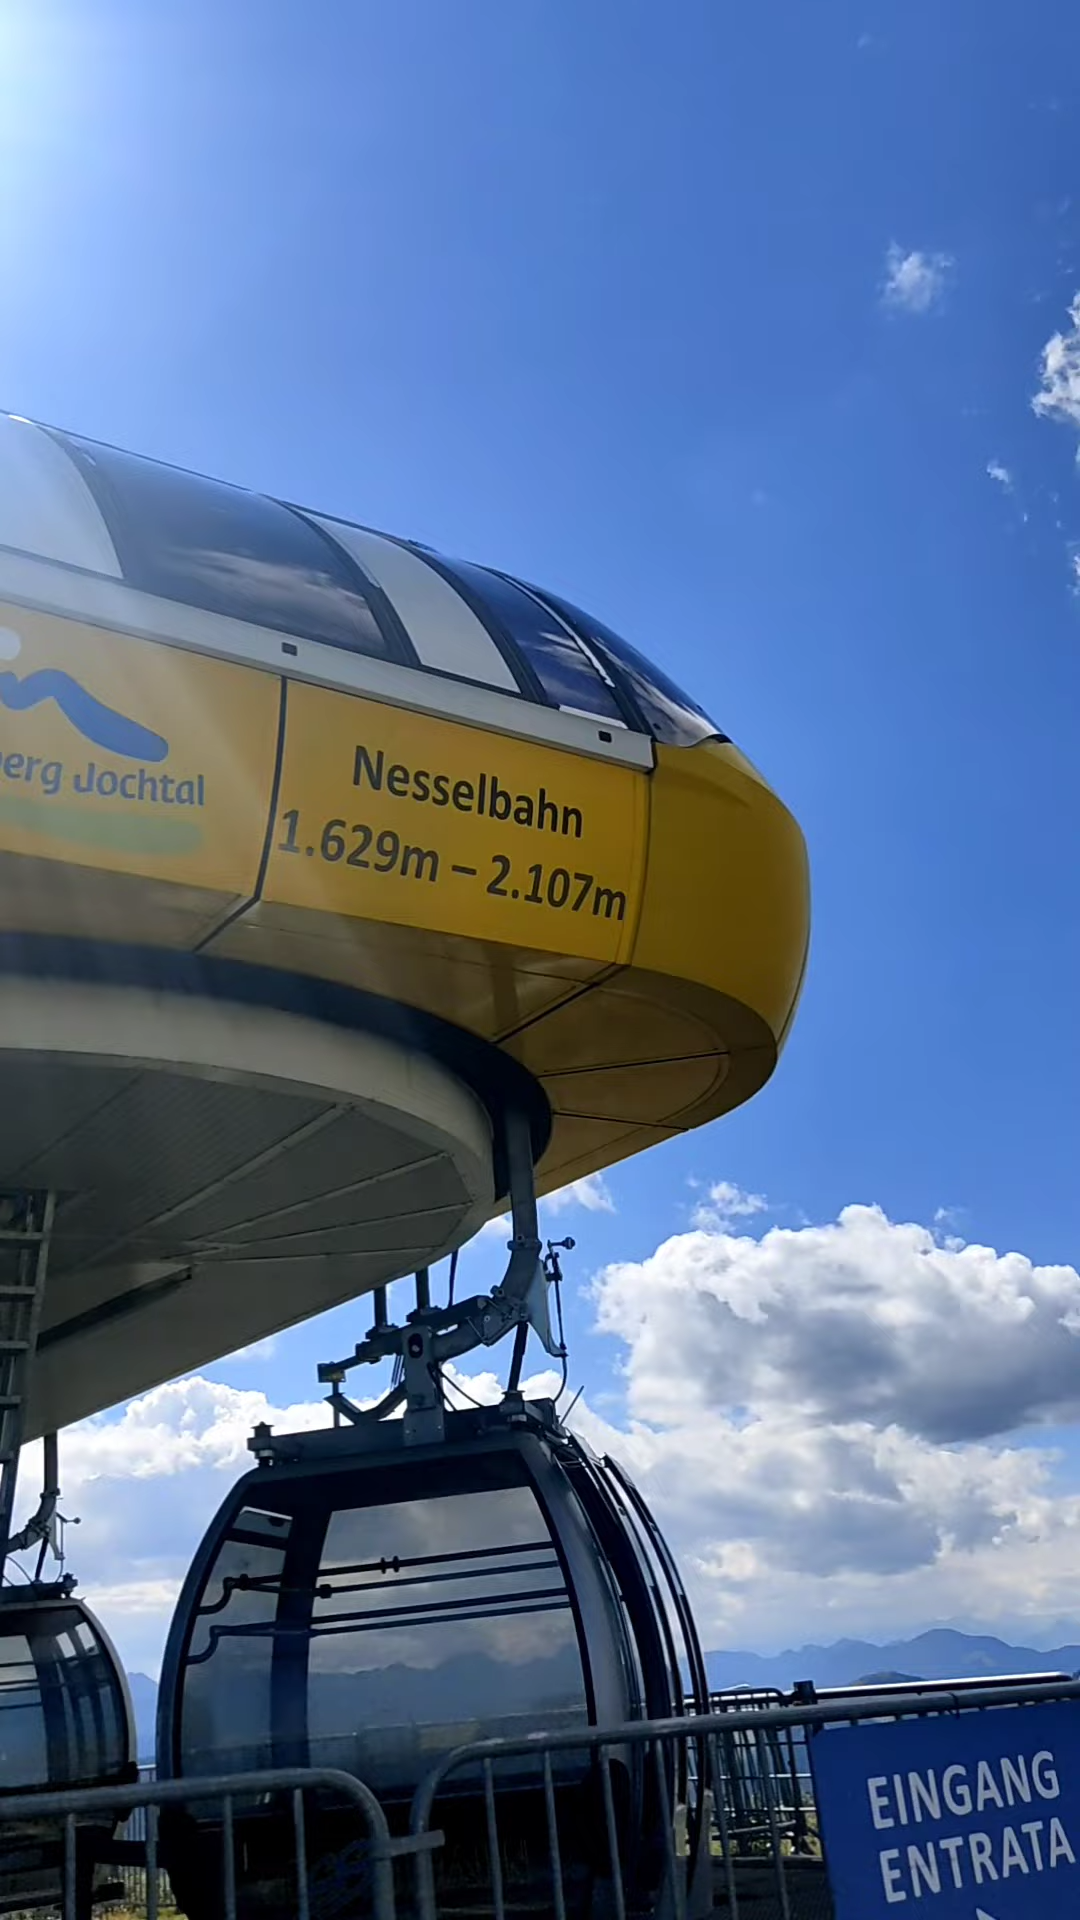 erg Jochtal
Nesselbahn
1.629m – 2.107m
EINGANG
ENTRATA